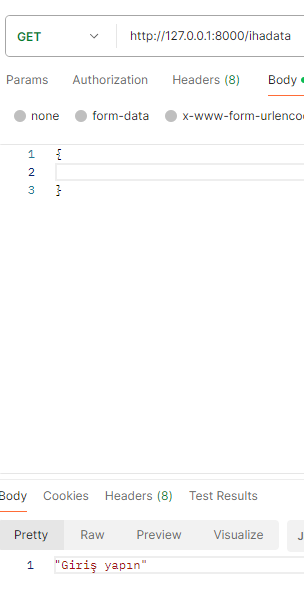 GET http://127.0.0.1:8000/ihadata
Params Authorization Headers (8) Body
none form-data x-www-form-urlenco
1 {
2
3 }
Body Cookies Headers (8) Test Results
Pretty Raw Preview Visualize J
1 "Giriş yapın"